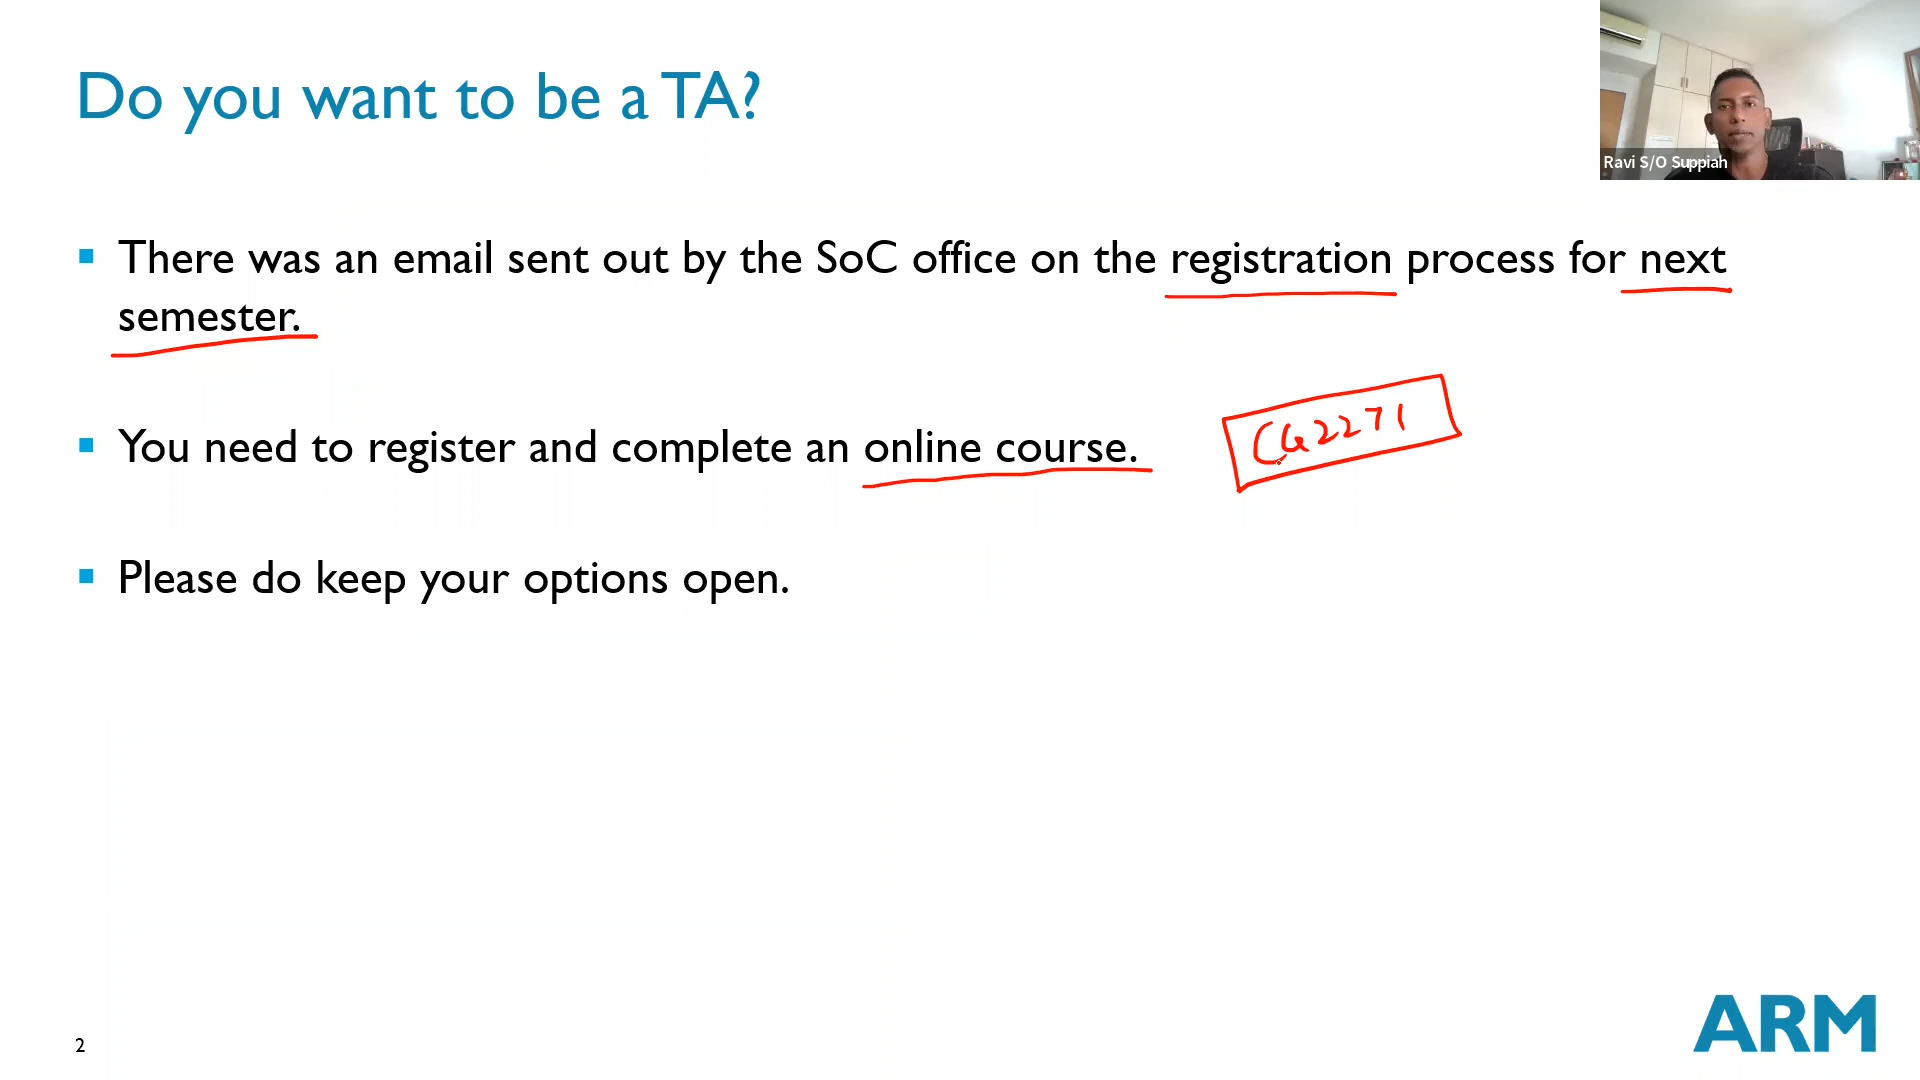 Do you want to be a TA?
Ravi S/O Suppiah
There was an email sent out by the SoC office on the registration process for next
semester.
You need to register and complete an online course.
CG2271
Please do keep your options open.
2
ARM